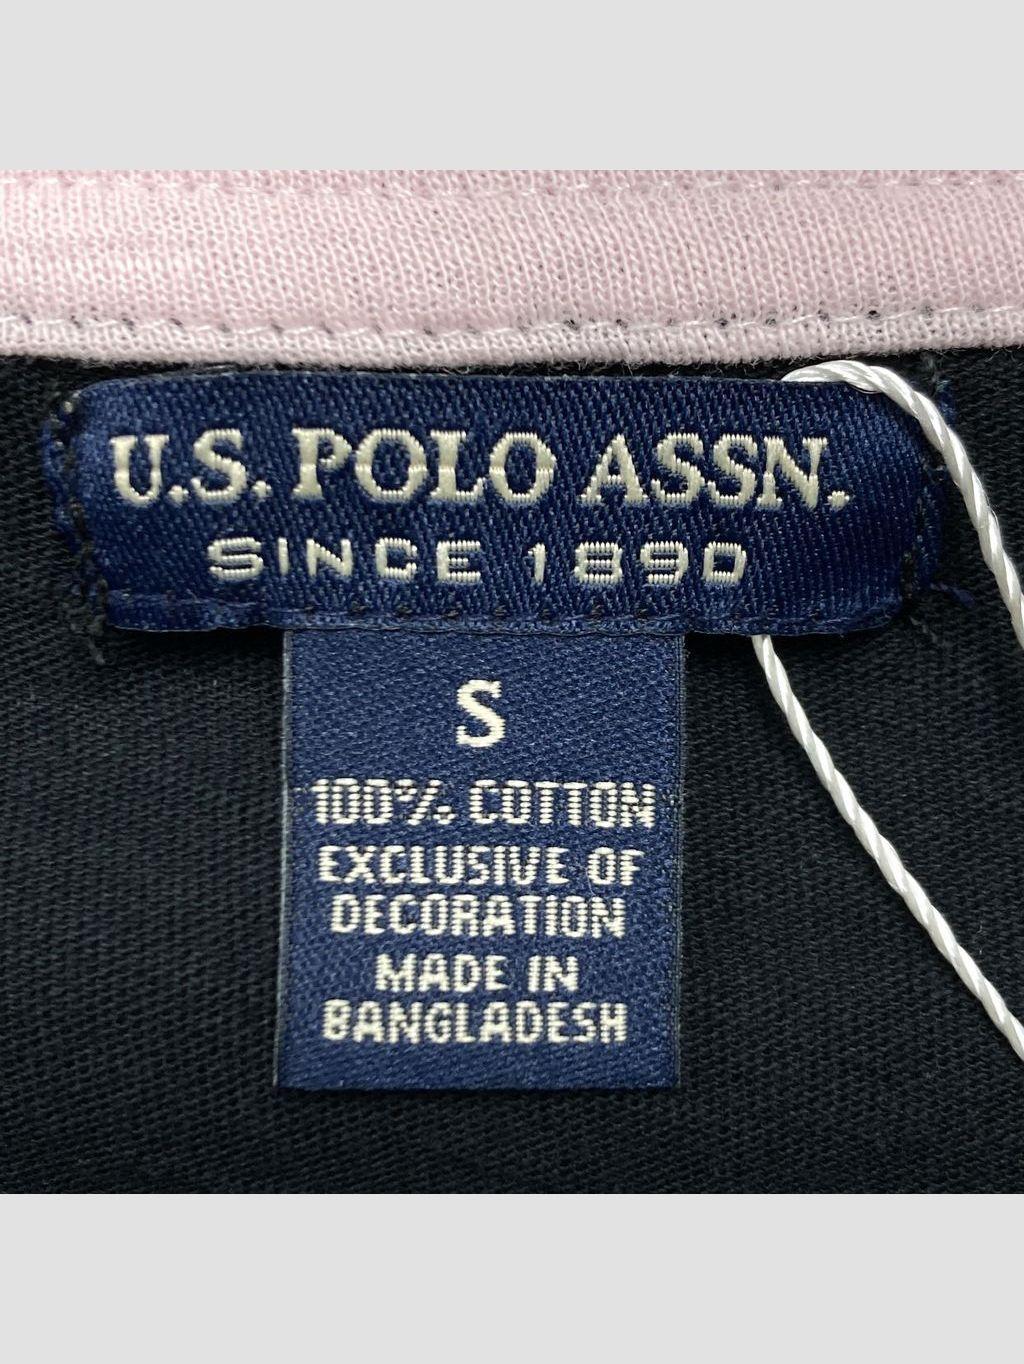 U.S. POLO ASSN.
SINCE 1890
S
100% COTTON
EXCLUSIVE OF
DECORATION
MADE IN
BANGLADESH